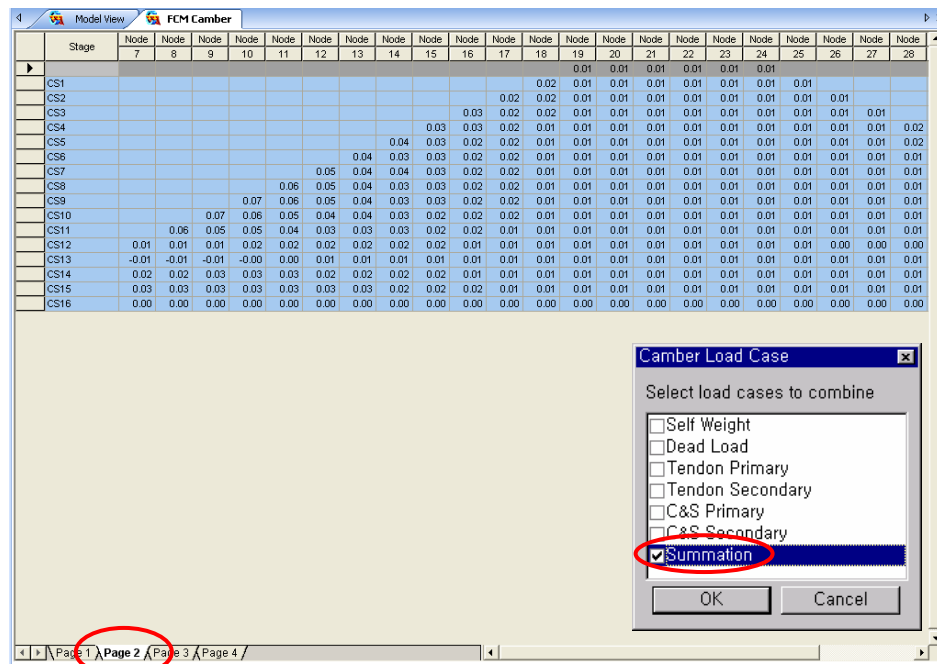 Model View FCM Camber
Stage Node Node Node Node Node Node Node Node Node Node Node Node Node Node Node Node Node Node Node Node Node Node
7 8 9 10 11 12 13 14 15 16 17 18 19 20 21 22 23 24 25 26 27 28
0.01 0.01 0.01 0.01 0.01 0.01
CS1 0.02 0.01 0.01 0.01 0.01 0.01 0.01 0.01
CS2 0.02 0.02 0.01 0.01 0.01 0.01 0.01 0.01 0.01 0.01
CS3 0.03 0.02 0.02 0.01 0.01 0.01 0.01 0.01 0.01 0.01 0.01 0.01
CS4 0.03 0.03 0.02 0.01 0.01 0.01 0.01 0.01 0.01 0.01 0.01 0.01 0.01 0.02
CS5 0.04 0.03 0.02 0.02 0.01 0.01 0.01 0.01 0.01 0.01 0.01 0.01 0.01 0.01 0.02
CS6 0.04 0.03 0.03 0.02 0.02 0.01 0.01 0.01 0.01 0.01 0.01 0.01 0.01 0.01 0.01 0.01
CS7 0.05 0.04 0.04 0.03 0.02 0.02 0.01 0.01 0.01 0.01 0.01 0.01 0.01 0.01 0.01 0.01 0.01
CS8 0.06 0.05 0.04 0.03 0.03 0.02 0.02 0.01 0.01 0.01 0.01 0.01 0.01 0.01 0.01 0.01 0.01 0.01
CS9 0.07 0.06 0.05 0.04 0.03 0.03 0.02 0.02 0.01 0.01 0.01 0.01 0.01 0.01 0.01 0.01 0.01 0.01 0.01
CS10 0.07 0.06 0.05 0.04 0.04 0.03 0.02 0.02 0.02 0.01 0.01 0.01 0.01 0.01 0.01 0.01 0.01 0.01 0.01 0.01
CS11 0.06 0.05 0.05 0.04 0.03 0.03 0.03 0.02 0.02 0.01 0.01 0.01 0.01 0.01 0.01 0.01 0.01 0.01 0.01 0.01 0.01
CS12 0.01 0.01 0.01 0.02 0.02 0.02 0.02 0.02 0.02 0.01 0.01 0.01 0.01 0.01 0.01 0.01 0.01 0.01 0.01 0.00 0.00 0.00
CS13 -0.01 -0.01 -0.01 -0.00 0.00 0.01 0.01 0.01 0.01 0.01 0.01 0.01 0.01 0.01 0.01 0.01 0.01 0.01 0.01 0.01 0.01 0.01
CS14 0.02 0.02 0.03 0.03 0.03 0.02 0.02 0.02 0.02 0.01 0.01 0.01 0.01 0.01 0.01 0.01 0.01 0.01 0.01 0.01 0.01 0.01
CS15 0.03 0.03 0.03 0.03 0.03 0.03 0.03 0.02 0.02 0.02 0.01 0.01 0.01 0.01 0.01 0.01 0.01 0.01 0.01 0.01 0.01 0.01
CS16 0.00 0.00 0.00 0.00 0.00 0.00 0.00 0.00 0.00 0.00 0.00 0.00 0.00 0.00 0.00 0.00 0.00 0.00 0.00 0.00 0.00 0.00
Camber Load Case
Select load cases to combine
Self Weight
Dead Load
Tendon Primary
Tendon Secondary
C&S Primary
C&S Secondary
Summation
OK Cancel
Page 1 Page 2 Page 3 Page 4